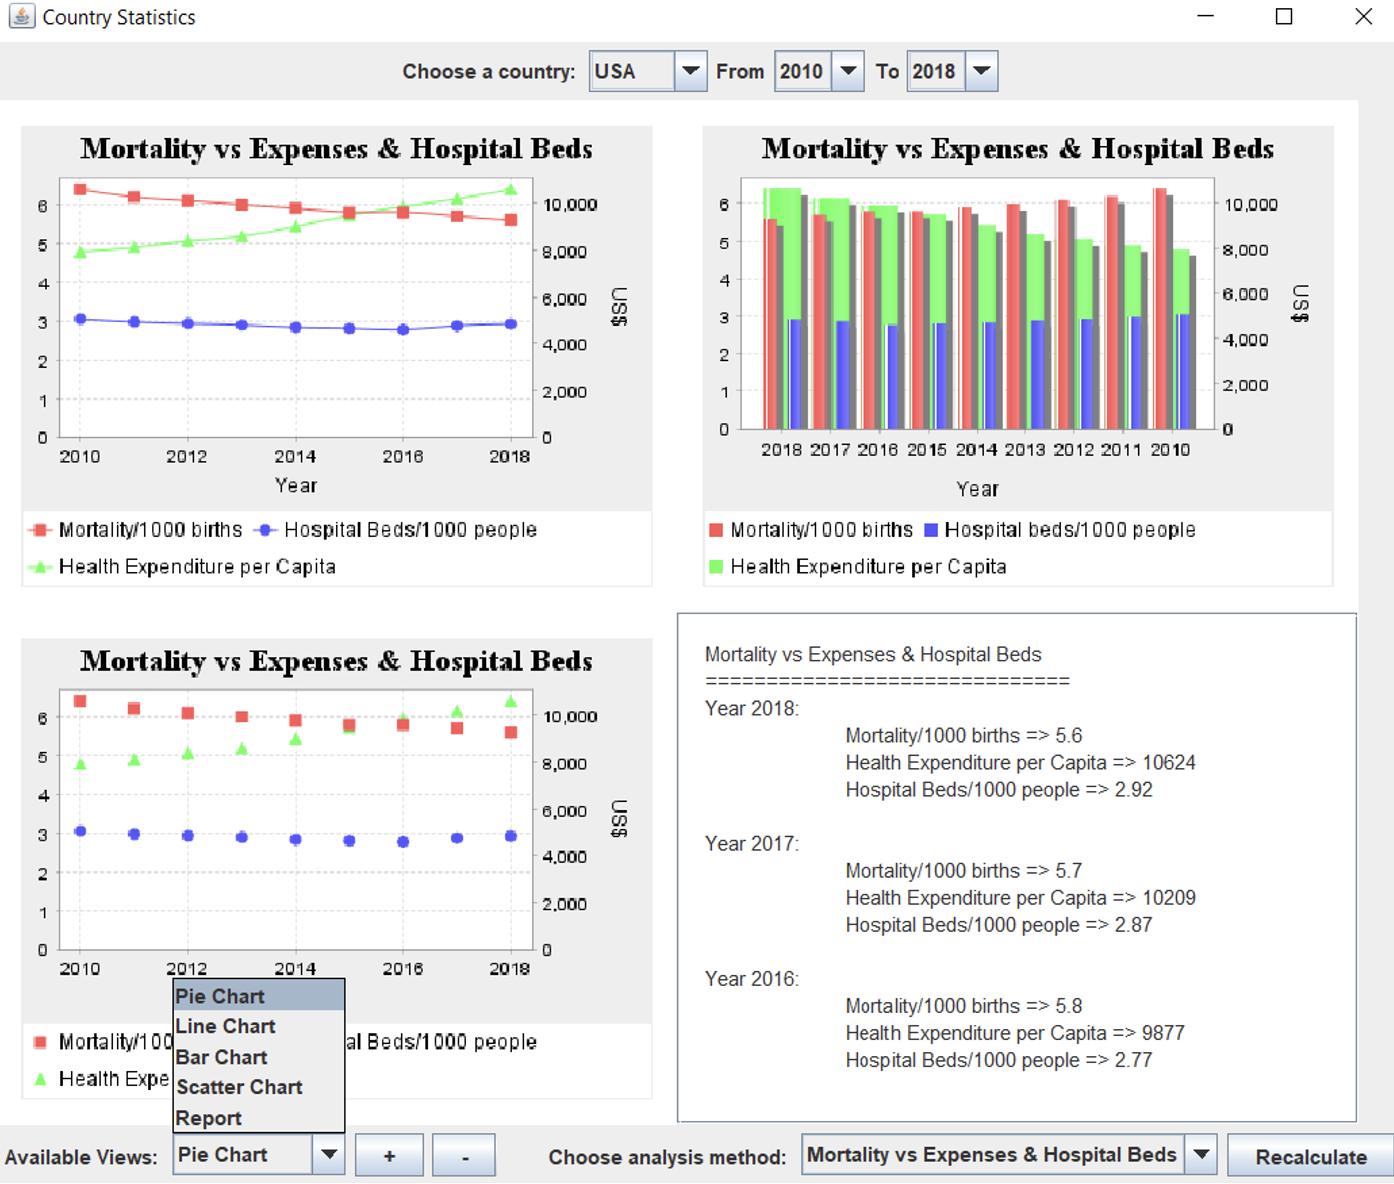 Country Statistics
Choose a country: USA From 2010 To 2018
Mortality vs Expenses & Hospital Beds
6
5
4
3
2
1
0
10,000
8,000
6,000
4,000
2,000
0
US$
2010 2012 2014 2016 2018
Year
Mortality/1000 births Hospital Beds/1000 people
Health Expenditure per Capita
Mortality vs Expenses & Hospital Beds
6
5
4
3
2
1
0
10,000
8,000
6,000
4,000
2,000
0
US$
2018 2017 2016 2015 2014 2013 2012 2011 2010
Year
Mortality/1000 births Hospital beds/1000 people
Health Expenditure per Capita
Mortality vs Expenses & Hospital Beds
6
5
4
3
2
1
0
10,000
8,000
6,000
4,000
2,000
0
US$
2010 2012 2014 2016 2018
Mortality/100 al Beds/1000 people
Health Expe
Pie Chart
Line Chart
Bar Chart
Scatter Chart
Report
Mortality vs Expenses & Hospital Beds
==============================
Year 2018:
Mortality/1000 births => 5.6
Health Expenditure per Capita => 10624
Hospital Beds/1000 people => 2.92
Year 2017:
Mortality/1000 births => 5.7
Health Expenditure per Capita => 10209
Hospital Beds/1000 people => 2.87
Year 2016:
Mortality/1000 births => 5.8
Health Expenditure per Capita => 9877
Hospital Beds/1000 people => 2.77
Available Views: Pie Chart + - Choose analysis method: Mortality vs Expenses & Hospital Beds Recalculate